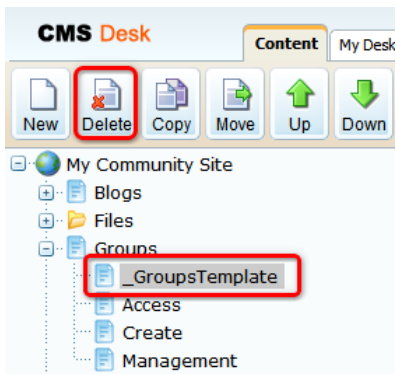 CMS Desk
Content My Desk
New Delete Copy Move Up Down
My Community Site
Blogs
Files
Groups
_GroupsTemplate
Access
Create
Management